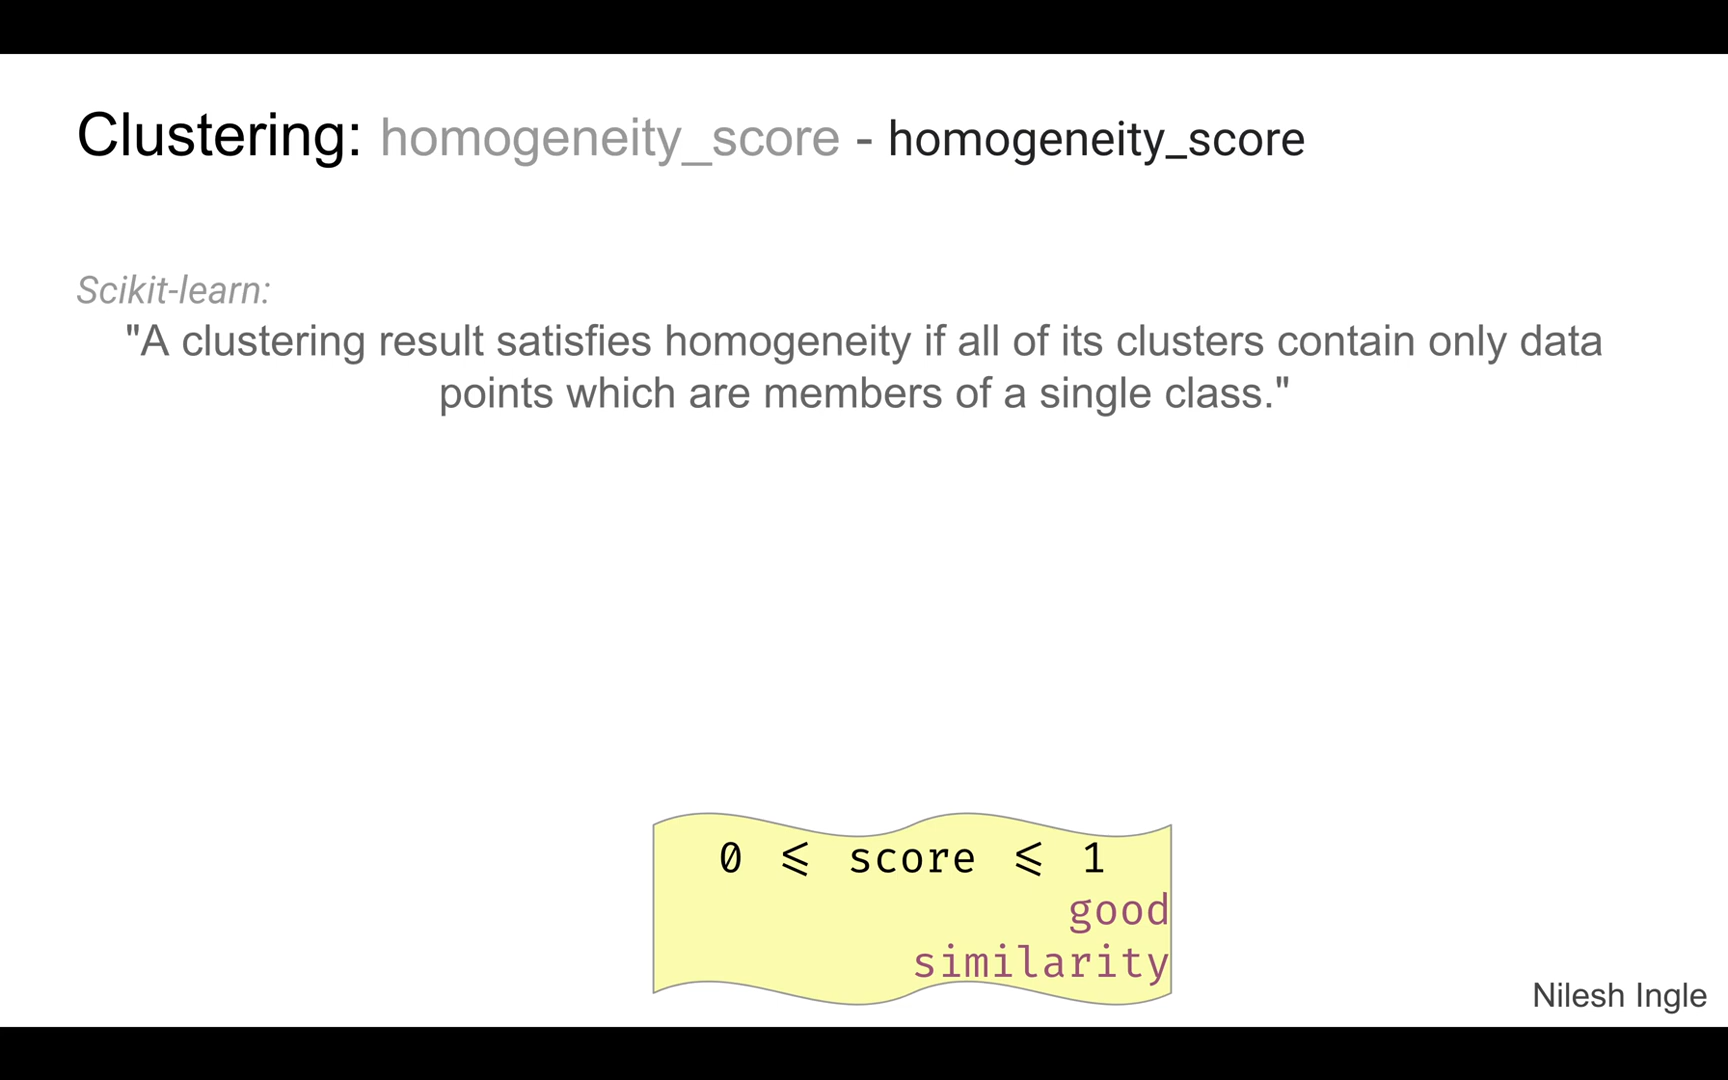 Clustering: homogeneity_score - homogeneity_score
Scikit-learn:
"A clustering result satisfies homogeneity if all of its clusters contain only data
points which are members of a single class."
0 ⩽ score ⩽ 1
good
similarity
Nilesh Ingle